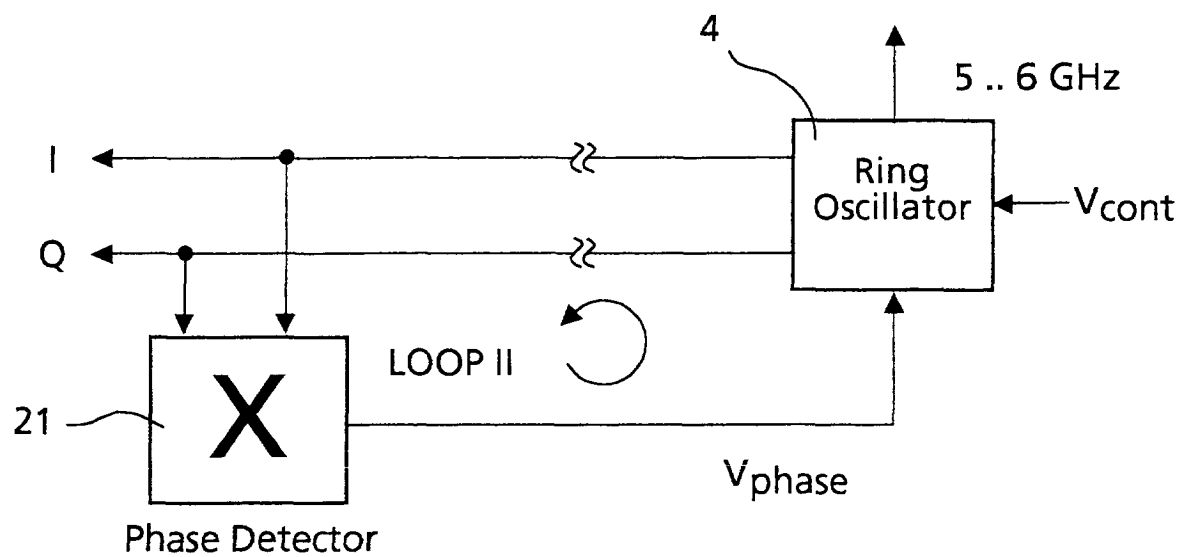 4
5 .. 6 GHz
I
Ring
Oscillator
Vcont
Q
LOOP II
X
21
Vphase
Phase Detector